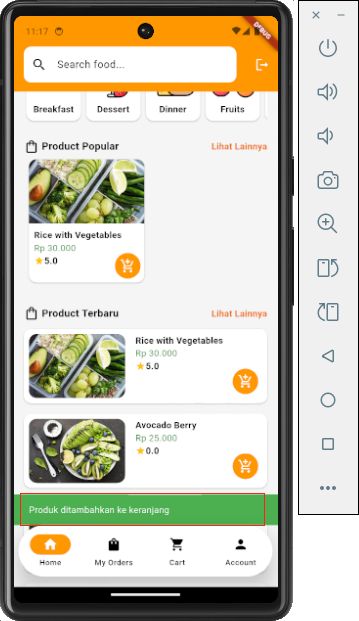 11:17
DEBUG
Search food...
Breakfast
Dessert
Dinner
Fruits
Product Popular
Lihat Lainnya
Rice with Vegetables
Rp 30.000
5.0
Product Terbaru
Lihat Lainnya
Rice with Vegetables
Rp 30.000
5.0
Avocado Berry
Rp 25.000
0.0
Produk ditambahkan ke keranjang
Home
My Orders
Cart
Account